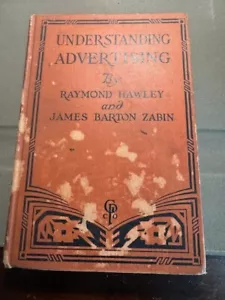 UNDERSTANDING
ADVERTISING
By
RAYMOND HAWLEY
and
JAMES BARTON ZABIN